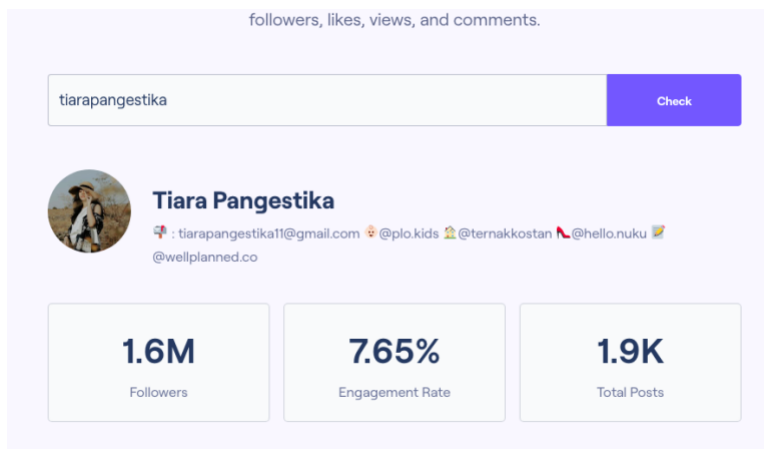 followers, likes, views, and comments.
tiarapangestika
Check
Tiara Pangestika
📬 : tiarapangestika11@gmail.com 👶🏻@plo.kids 🏠@ternakkostan 👠@hello.nuku 📝
@wellplanned.co
1.6M
Followers
7.65%
Engagement Rate
1.9K
Total Posts